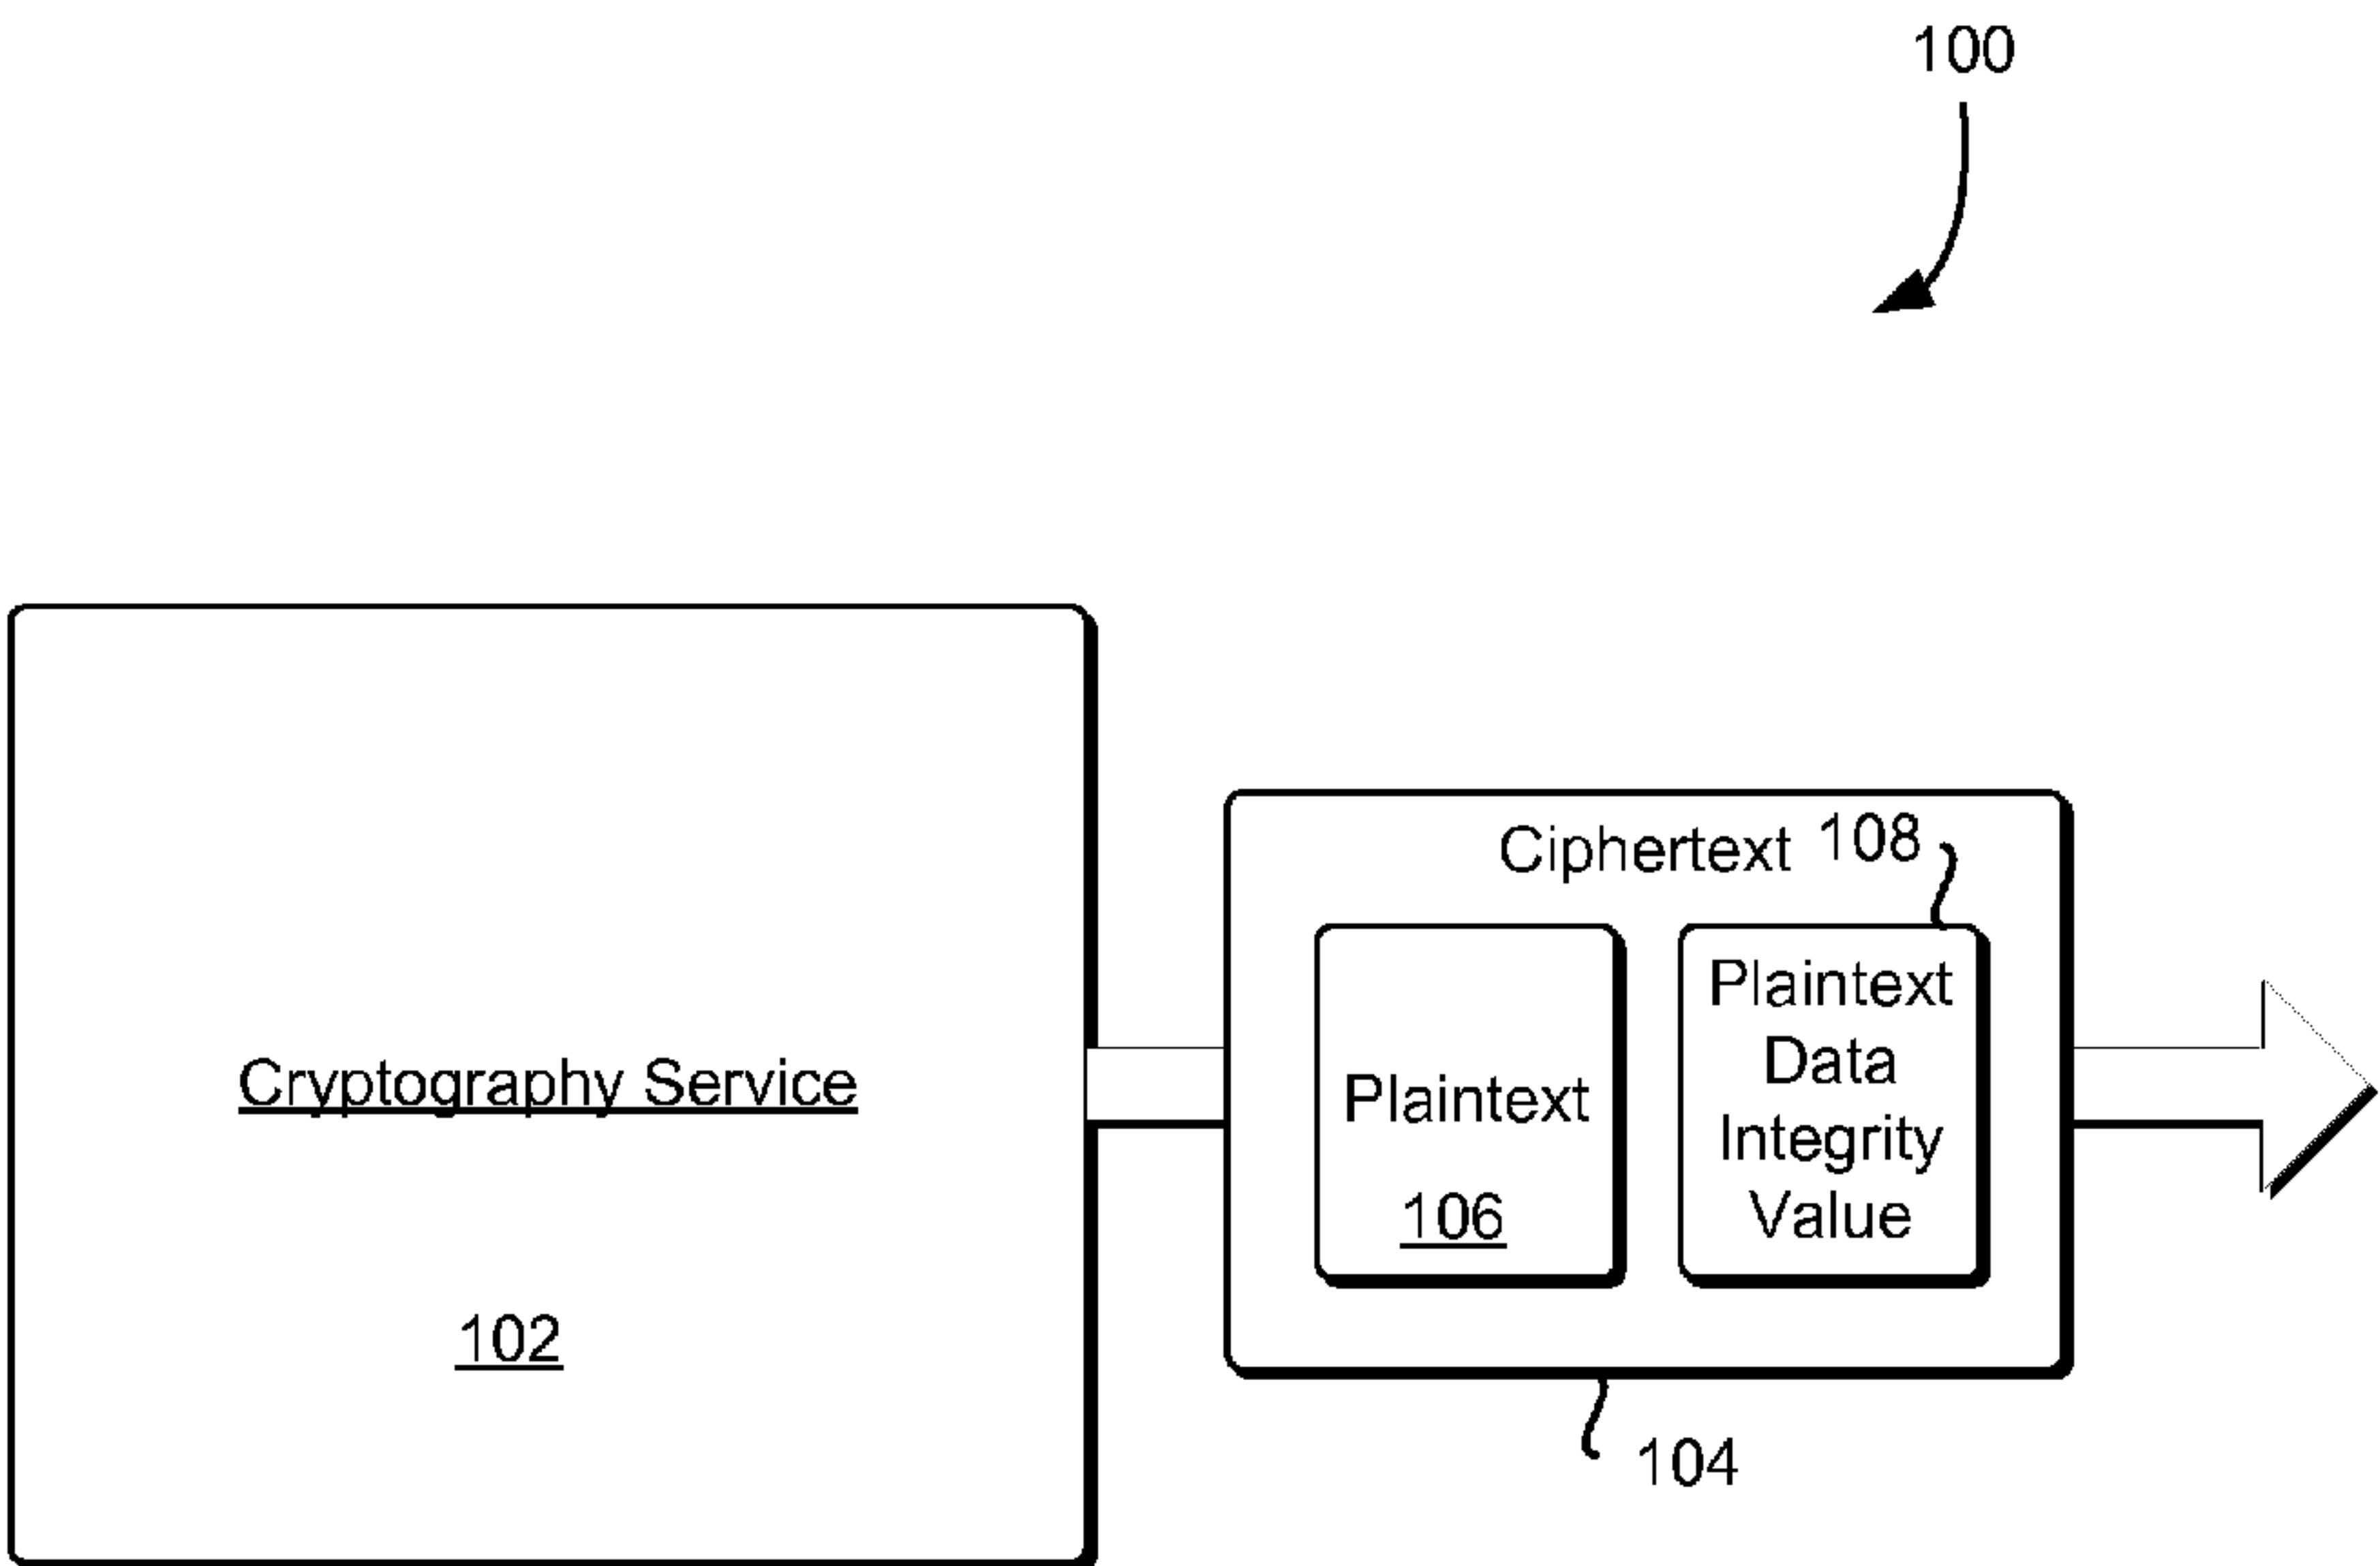 100
Ciphertext 108
Plaintext
Data
Integrity
Value
Plaintext
106
Cryptography Service
102
104